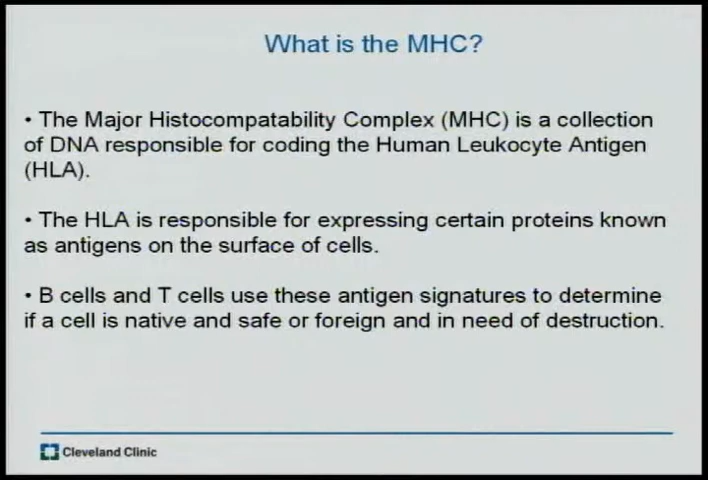 What is the MHC?
• The Major Histocompatability Complex (MHC) is a collection
of DNA responsible for coding the Human Leukocyte Antigen
(HLA).
• The HLA is responsible for expressing certain proteins known
as antigens on the surface of cells.
• B cells and T cells use these antigen signatures to determine
if a cell is native and safe or foreign and in need of destruction.
Cleveland Clinic